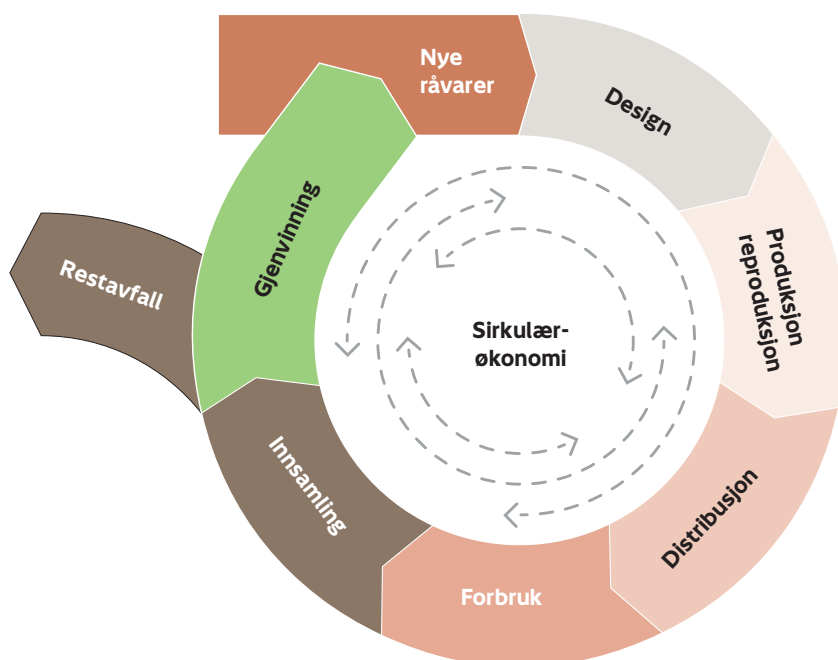 Nye
råvarer
Design
Produksjon
reproduksjon
Distribusjon
Forbruk
Innsamling
Gjenvinning
Restavfall
Sirkulær-
økonomi